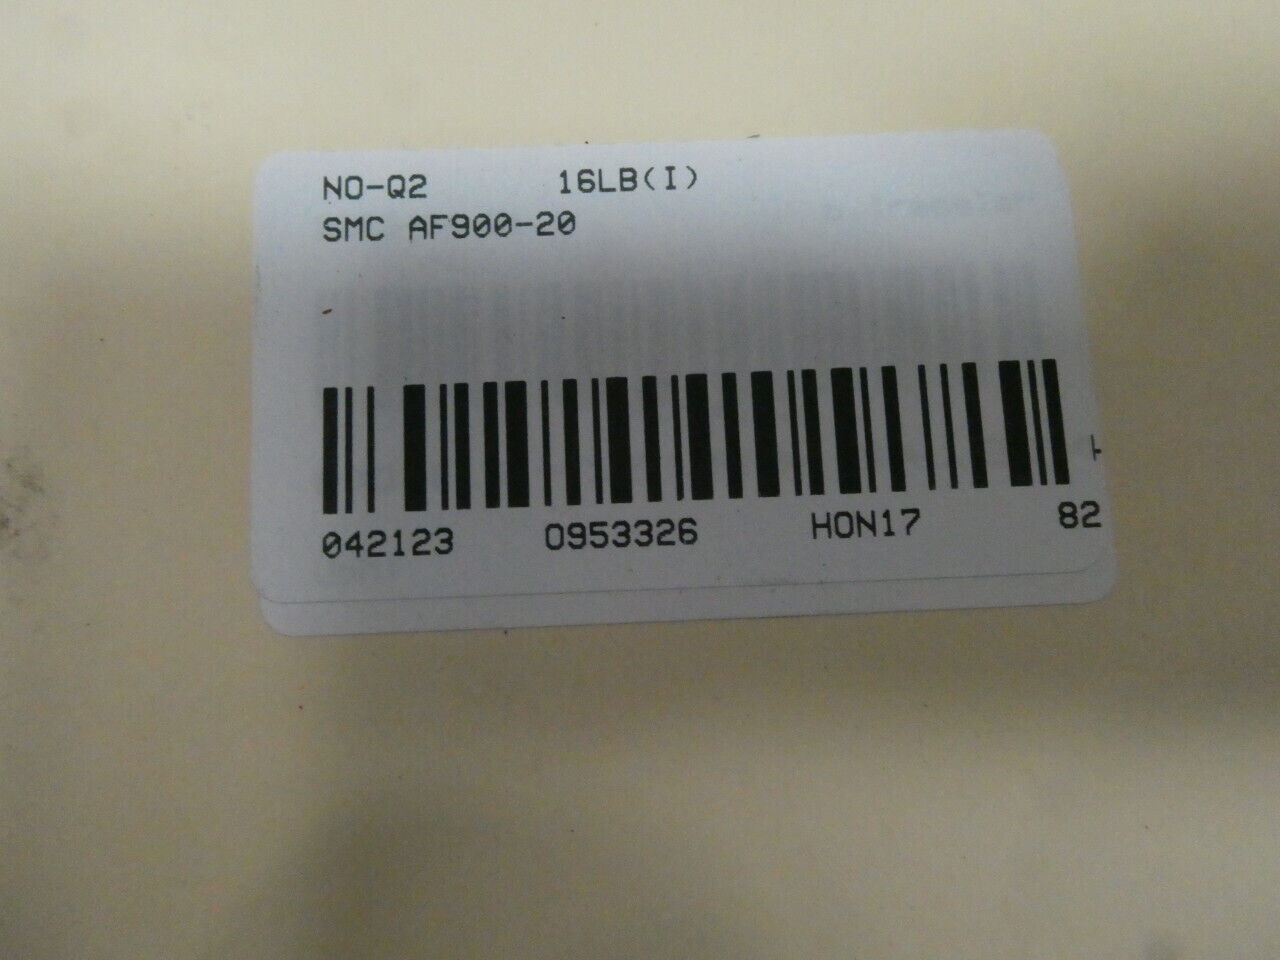 NO-Q2 16LB(I)
SMC AF900-20
042123 0953326 HON17 82